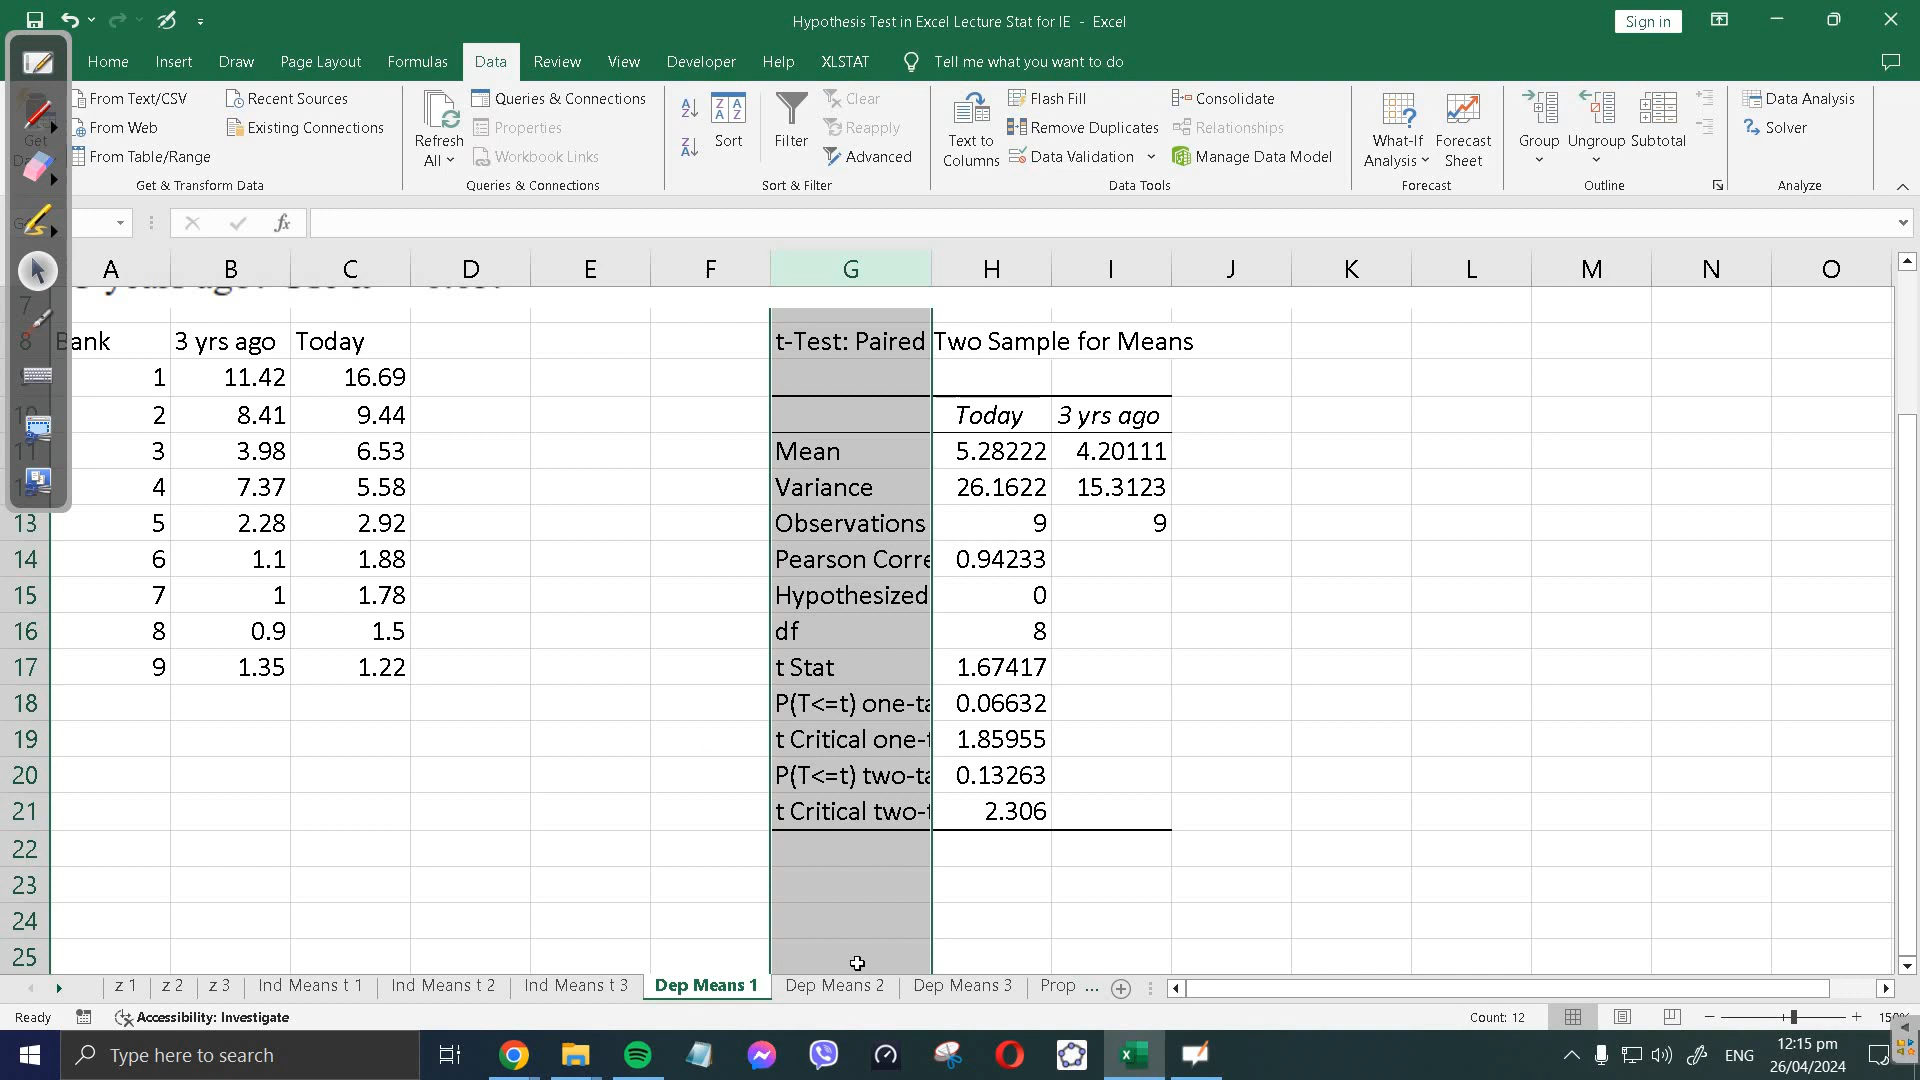 Hypothesis Test in Excel Lecture Stat for IE - Excel
Sign in
Home Insert Draw Page Layout Formulas Data Review View Developer Help XLSTAT Tell me what you want to do
From Text/CSV
From Web
From Table/Range
Recent Sources
Existing Connections
Get & Transform Data
Refresh
All
Queries & Connections
Properties
Workbook Links
Queries & Connections
Sort
Filter
Clear
Reapply
Advanced
Sort & Filter
Text to
Columns
Flash Fill
Remove Duplicates
Data Validation
Consolidate
Relationships
Manage Data Model
Data Tools
What-If
Analysis
Forecast
Sheet
Forecast
Group
Ungroup
Subtotal
Outline
Data Analysis
Solver
Analyze
fx
A B C D E F G H I J K L M N O
7
8 Bank 3 yrs ago Today t-Test: Paired Two Sample for Means
1 11.42 16.69
10 2 8.41 9.44 Today 3 yrs ago
11 3 3.98 6.53 Mean 5.28222 4.20111
4 7.37 5.58 Variance 26.1622 15.3123
13 5 2.28 2.92 Observations 9 9
14 6 1.1 1.88 Pearson Corre 0.94233
15 7 1 1.78 Hypothesized 0
16 8 0.9 1.5 df 8
17 9 1.35 1.22 t Stat 1.67417
18 P(T<=t) one-ta 0.06632
19 t Critical one-t 1.85955
20 P(T<=t) two-ta 0.13263
21 t Critical two-t 2.306
22
23
24
25
z 1 z 2 z 3 Ind Means t 1 Ind Means t 2 Ind Means t 3 Dep Means 1 Dep Means 2 Dep Means 3 Prop ...
Ready Accessibility: Investigate Count: 12
Type here to search
ENG
12:15 pm
26/04/2024